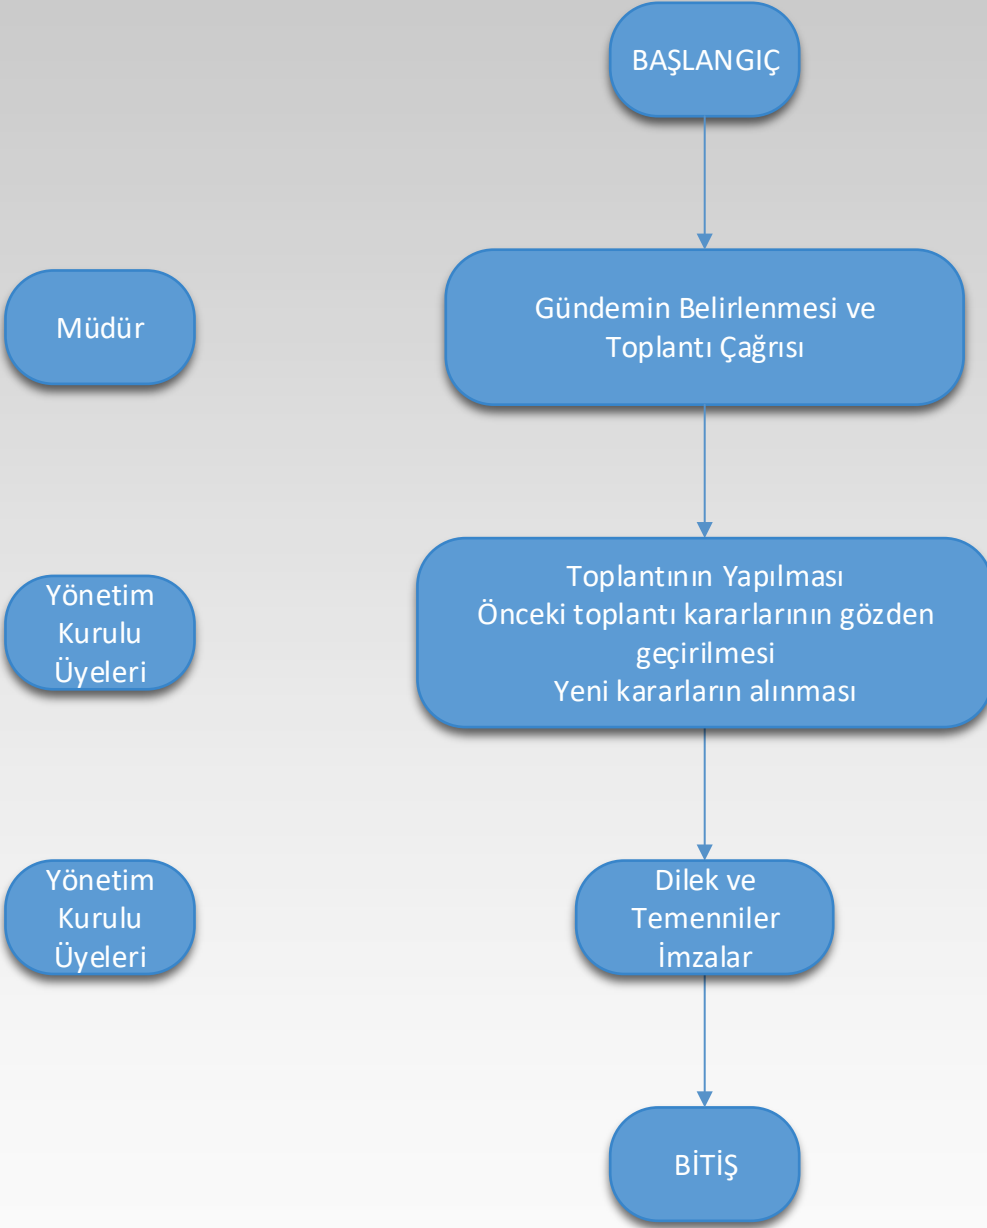 BAŞLANGIÇ
Müdür
Gündemin Belirlenmesi ve
Toplantı Çağrısı
Yönetim
Kurulu
Üyeleri
Toplantının Yapılması
Önceki toplantı kararlarının gözden
geçirilmesi
Yeni kararların alınması
Yönetim
Kurulu
Üyeleri
Dilek ve
Temenniler
İmzalar
BİTİŞ